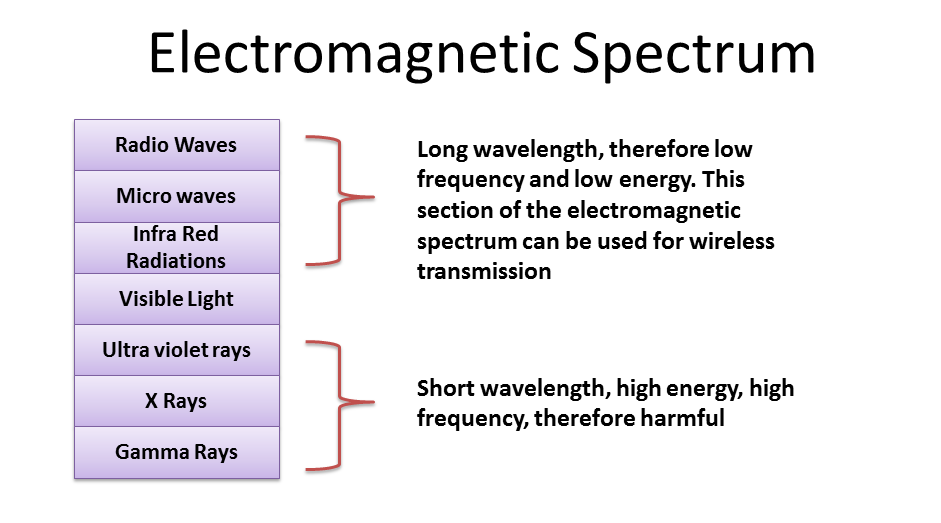 Electromagnetic Spectrum
Radio Waves
Micro waves
Infra Red
Radiations
Visible Light
Ultra violet rays
X Rays
Gamma Rays
Long wavelength, therefore low
frequency and low energy. This
section of the electromagnetic
spectrum can be used for wireless
transmission
Short wavelength, high energy, high
frequency, therefore harmful